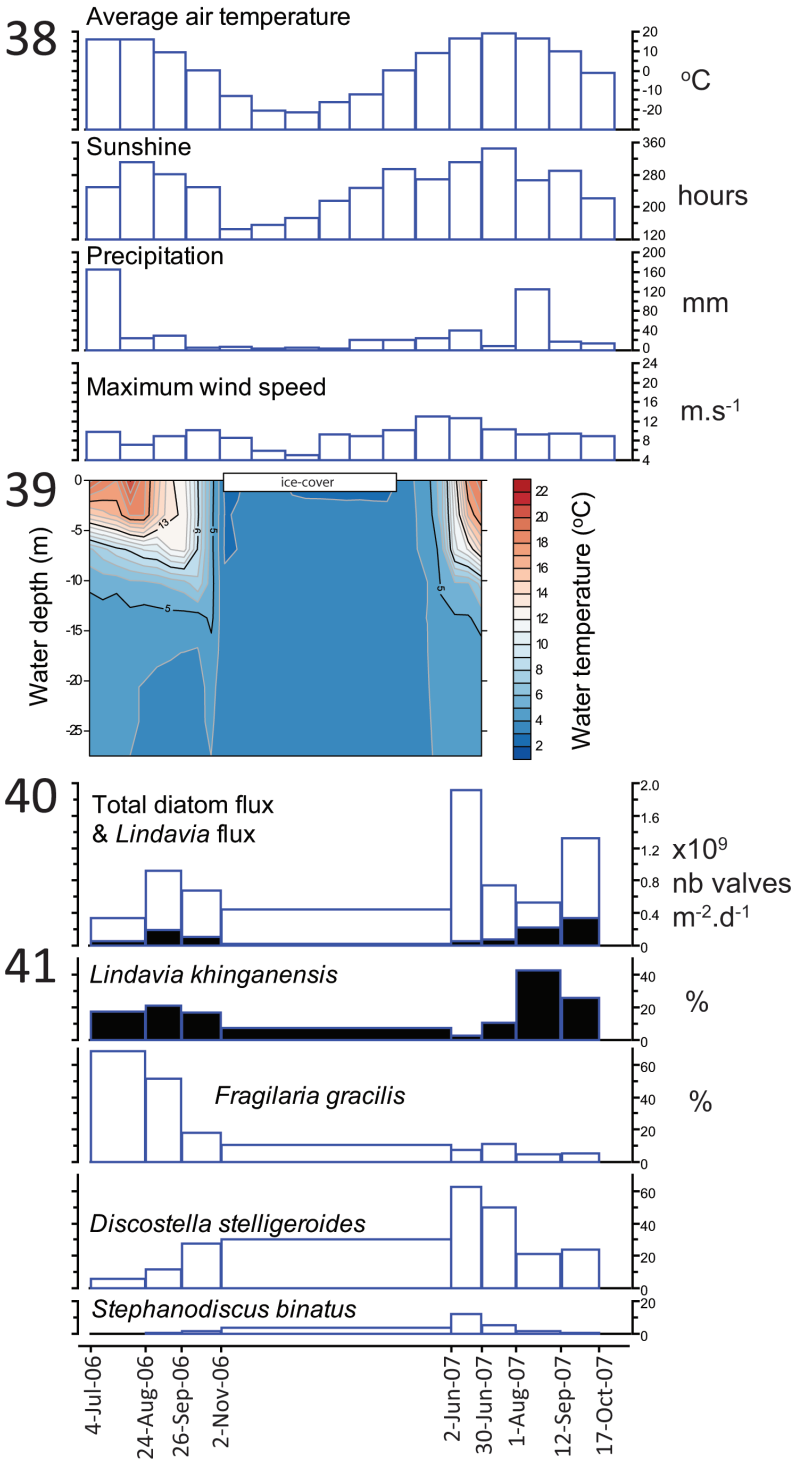 38
Average air temperature
20
10
0
-10
-20
oC
Sunshine
360
280
200
120
hours
Precipitation
200
160
120
80
40
0
mm
Maximum wind speed
24
20
16
12
8
4
m.s-1
39
ice-cover
0
-5
-10
-15
-20
-25
Water depth (m)
13
9
5
5
5
22
20
18
16
14
12
10
8
6
4
2
Water temperature (oC)
40
Total diatom flux
& Lindavia flux
2.0
1.6
1.2
0.8
0.4
0
x109
nb valves
m-2.d-1
41
Lindavia khinganensis
40
20
0
%
Fragilaria gracilis
60
40
20
0
%
Discostella stelligeroides
60
40
20
0
Stephanodiscus binatus
20
0
4-Jul-06
24-Aug-06
26-Sep-06
2-Nov-06
2-Jun-07
30-Jun-07
1-Aug-07
12-Sep-07
17-Oct-07